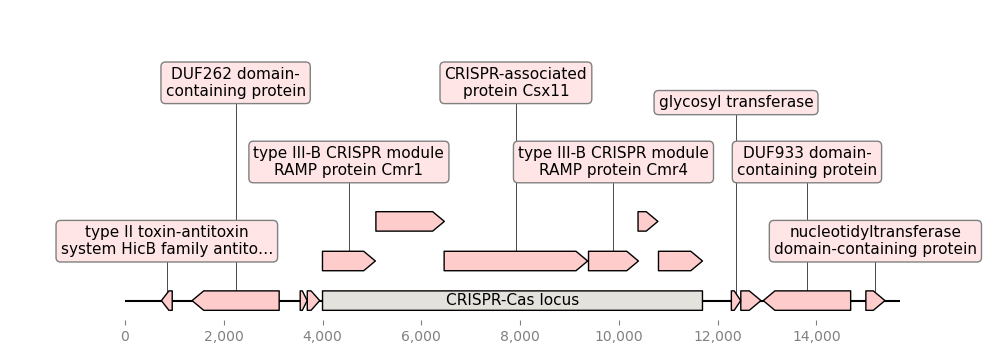 DUF262 domain-
containing protein
CRISPR-associated
protein Csx11
glycosyl transferase
type III-B CRISPR module
RAMP protein Cmr1
type III-B CRISPR module
RAMP protein Cmr4
DUF933 domain-
containing protein
type II toxin-antitoxin
system HicB family antito…
nucleotidyltransferase
domain-containing protein
CRISPR-Cas locus
0 2,000 4,000 6,000 8,000 10,000 12,000 14,000